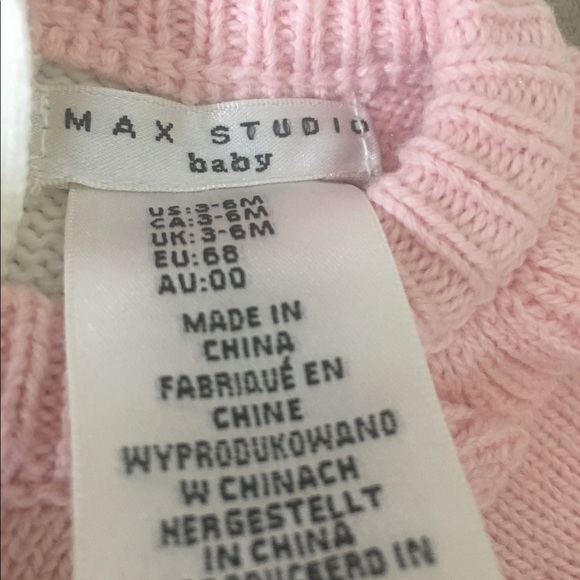 MAX STUDIO
baby
US:3-6M
CA:3-6M
UK:3-6M
EU:68
AU:00
MADE IN
CHINA
FABRIQUÉ EN
CHINE
WYPRODUKOWANO
W CHINACH
HERGESTELLT
IN CHINA
IN